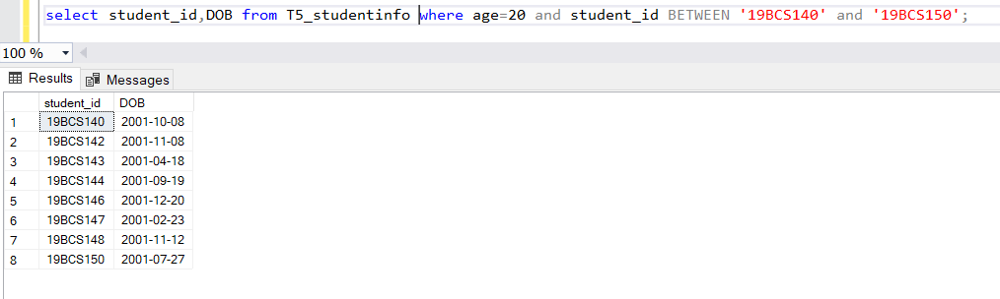 select student_id,DOB from T5_studentinfo where age=20 and student_id BETWEEN '19BCS140' and '19BCS150';
100 %
Results Messages
student_id DOB
1 19BCS140 2001-10-08
2 19BCS142 2001-11-08
3 19BCS143 2001-04-18
4 19BCS144 2001-09-19
5 19BCS146 2001-12-20
6 19BCS147 2001-02-23
7 19BCS148 2001-11-12
8 19BCS150 2001-07-27